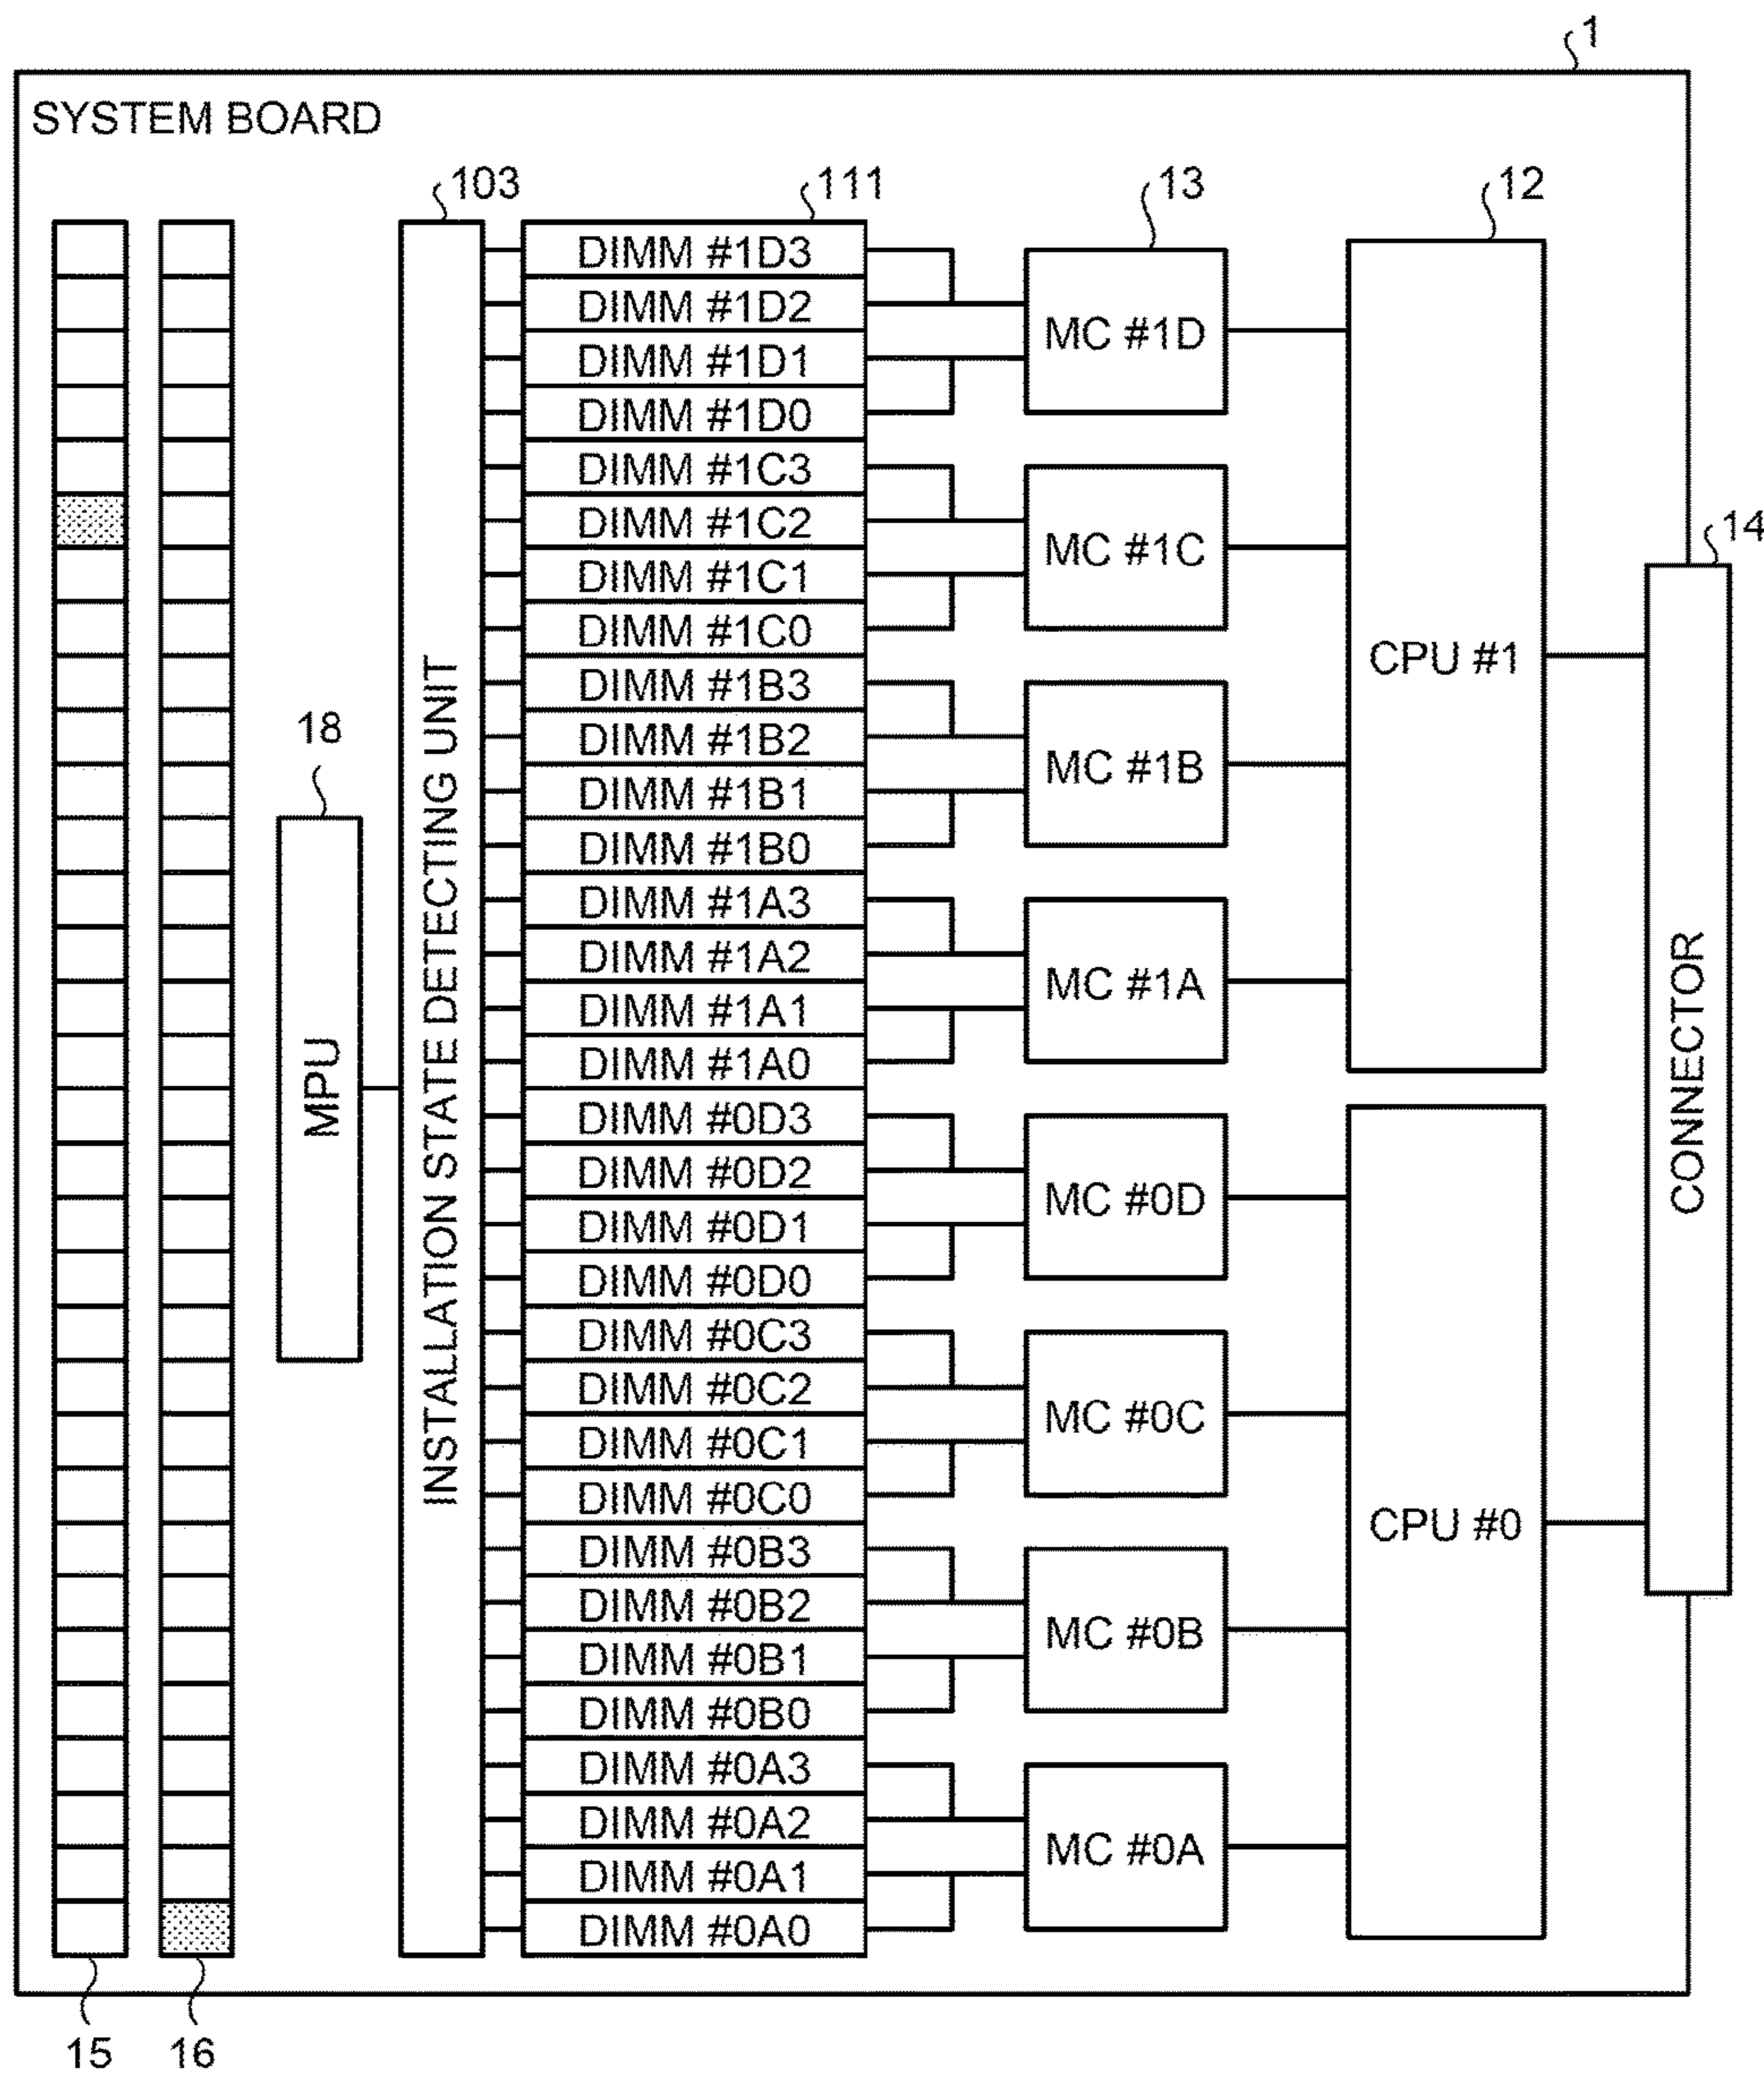 1
SYSTEM BOARD
103
111
13
12
14
18
MPU
INSTALLATION STATE DETECTING UNIT
DIMM #1D3
DIMM #1D2
DIMM #1D1
DIMM #1D0
DIMM #1C3
DIMM #1C2
DIMM #1C1
DIMM #1C0
DIMM #1B3
DIMM #1B2
DIMM #1B1
DIMM #1B0
DIMM #1A3
DIMM #1A2
DIMM #1A1
DIMM #1A0
DIMM #0D3
DIMM #0D2
DIMM #0D1
DIMM #0D0
DIMM #0C3
DIMM #0C2
DIMM #0C1
DIMM #0C0
DIMM #0B3
DIMM #0B2
DIMM #0B1
DIMM #0B0
DIMM #0A3
DIMM #0A2
DIMM #0A1
DIMM #0A0
MC #1D
MC #1C
MC #1B
MC #1A
MC #0D
MC #0C
MC #0B
MC #0A
CPU #1
CPU #0
CONNECTOR
15
16